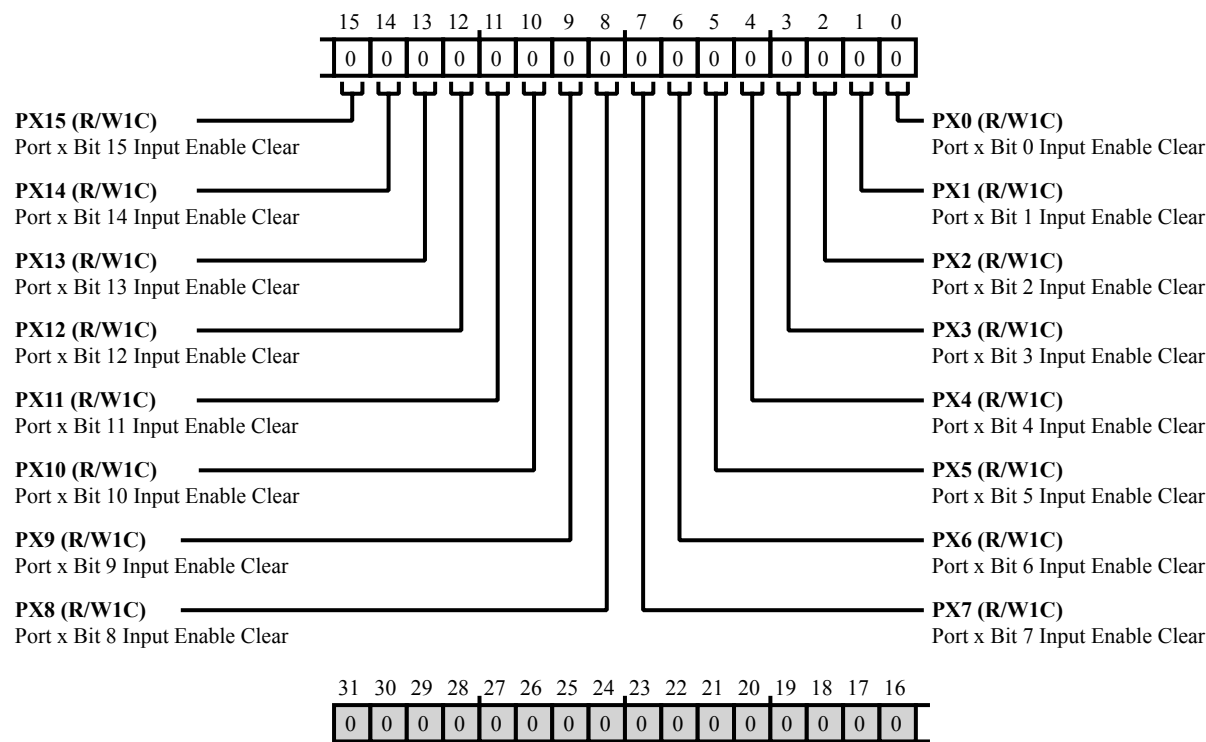 15 14 13 12 11 10 9 8 7 6 5 4 3 2 1 0
0 0 0 0 0 0 0 0 0 0 0 0 0 0 0 0
PX15 (R/W1C)
Port x Bit 15 Input Enable Clear
PX14 (R/W1C)
Port x Bit 14 Input Enable Clear
PX13 (R/W1C)
Port x Bit 13 Input Enable Clear
PX12 (R/W1C)
Port x Bit 12 Input Enable Clear
PX11 (R/W1C)
Port x Bit 11 Input Enable Clear
PX10 (R/W1C)
Port x Bit 10 Input Enable Clear
PX9 (R/W1C)
Port x Bit 9 Input Enable Clear
PX8 (R/W1C)
Port x Bit 8 Input Enable Clear
PX0 (R/W1C)
Port x Bit 0 Input Enable Clear
PX1 (R/W1C)
Port x Bit 1 Input Enable Clear
PX2 (R/W1C)
Port x Bit 2 Input Enable Clear
PX3 (R/W1C)
Port x Bit 3 Input Enable Clear
PX4 (R/W1C)
Port x Bit 4 Input Enable Clear
PX5 (R/W1C)
Port x Bit 5 Input Enable Clear
PX6 (R/W1C)
Port x Bit 6 Input Enable Clear
PX7 (R/W1C)
Port x Bit 7 Input Enable Clear
31 30 29 28 27 26 25 24 23 22 21 20 19 18 17 16
0 0 0 0 0 0 0 0 0 0 0 0 0 0 0 0